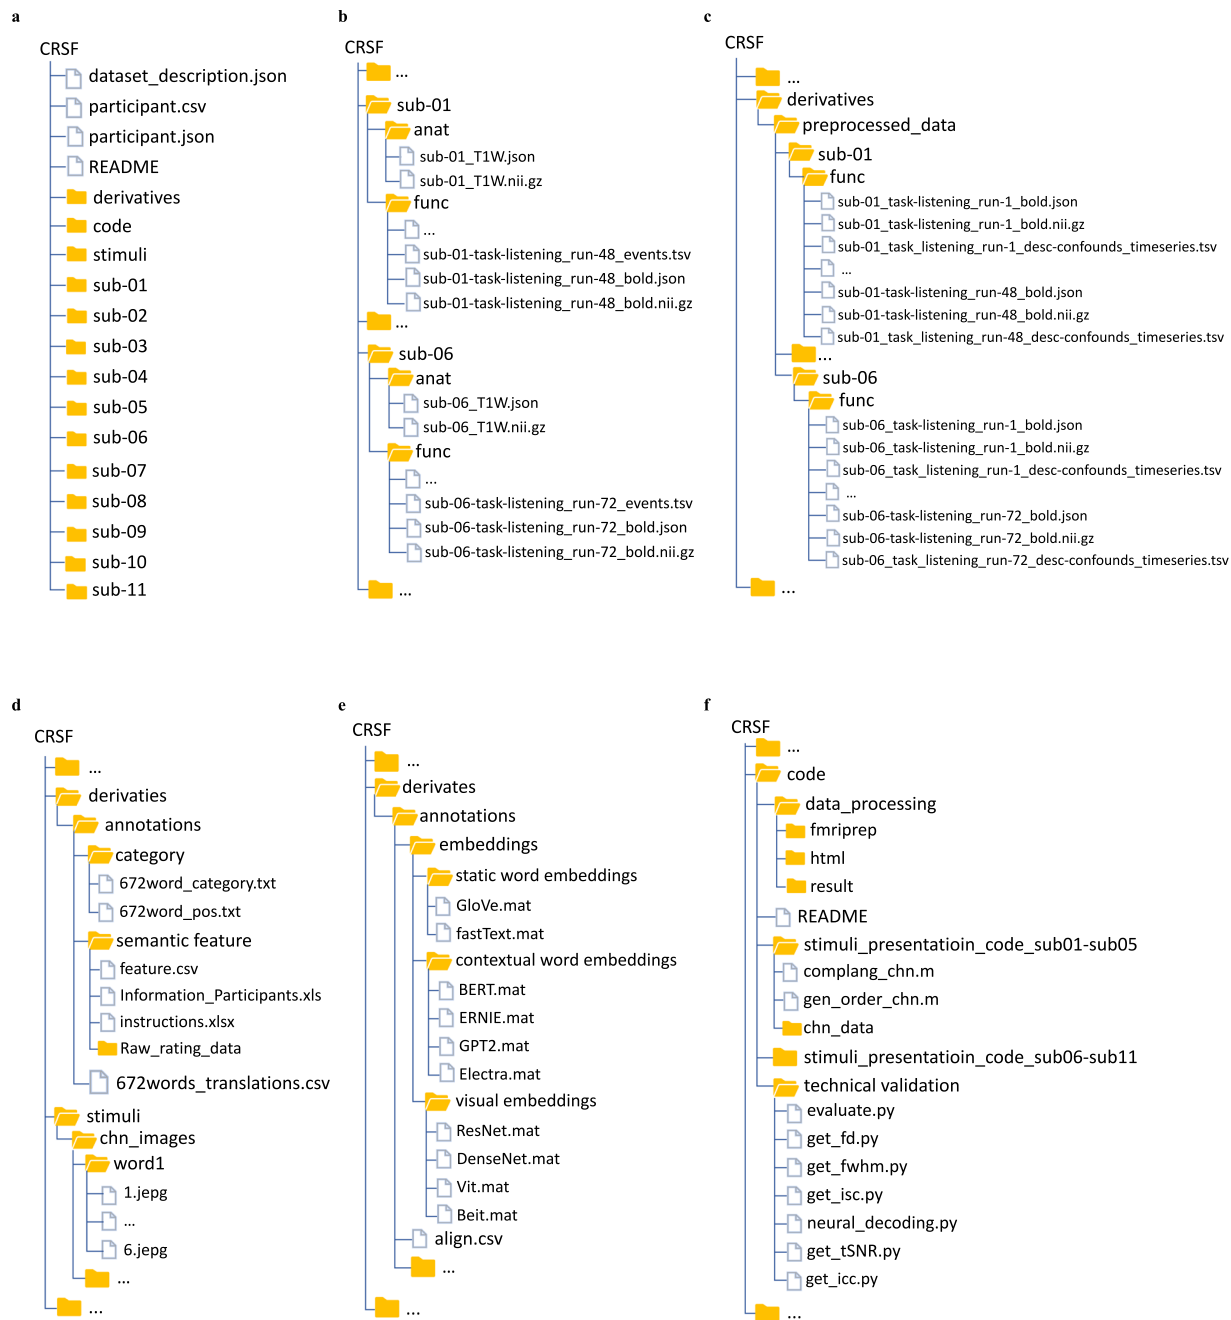 a
CRSF
dataset_description.json
participant.csv
participant.json
README
derivatives
code
stimuli
sub-01
sub-02
sub-03
sub-04
sub-05
sub-06
sub-07
sub-08
sub-09
sub-10
sub-11
b
CRSF
...
sub-01
anat
sub-01_T1W.json
sub-01_T1W.nii.gz
func
...
sub-01-task-listening_run-48_events.tsv
sub-01-task-listening_run-48_bold.json
sub-01-task-listening_run-48_bold.nii.gz
...
sub-06
anat
sub-06_T1W.json
sub-06_T1W.nii.gz
func
...
sub-06-task-listening_run-72_events.tsv
sub-06-task-listening_run-72_bold.json
sub-06-task-listening_run-72_bold.nii.gz
...
c
CRSF
...
derivatives
preprocessed_data
sub-01
func
sub-01_task-listening_run-1_bold.json
sub-01_task-listening_run-1_bold.nii.gz
sub-01_task_listening_run-1_desc-confounds_timeseries.tsv
...
sub-01-task-listening_run-48_bold.json
sub-01-task-listening_run-48_bold.nii.gz
sub-01_task_listening_run-48_desc-confounds_timeseries.tsv
...
sub-06
func
sub-06_task-listening_run-1_bold.json
sub-06_task-listening_run-1_bold.nii.gz
sub-06_task_listening_run-1_desc-confounds_timeseries.tsv
...
sub-06-task-listening_run-72_bold.json
sub-06-task-listening_run-72_bold.nii.gz
sub-06_task_listening_run-72_desc-confounds_timeseries.tsv
...
d
CRSF
...
derivaties
annotations
category
672word_category.txt
672word_pos.txt
semantic feature
feature.csv
Information_Participants.xls
instructions.xlsx
Raw_rating_data
672words_translations.csv
stimuli
chn_images
word1
1.jepg
...
6.jepg
...
...
e
CRSF
...
derivates
annotations
embeddings
static word embeddings
GloVe.mat
fastText.mat
contextual word embeddings
BERT.mat
ERNIE.mat
GPT2.mat
Electra.mat
visual embeddings
ResNet.mat
DenseNet.mat
Vit.mat
Beit.mat
align.csv
...
...
f
CRSF
...
code
data_processing
fmriprep
html
result
README
stimuli_presentatioin_code_sub01-sub05
complang_chn.m
gen_order_chn.m
chn_data
stimuli_presentatioin_code_sub06-sub11
technical validation
evaluate.py
get_fd.py
get_fwhm.py
get_isc.py
neural_decoding.py
get_tSNR.py
get_icc.py
...